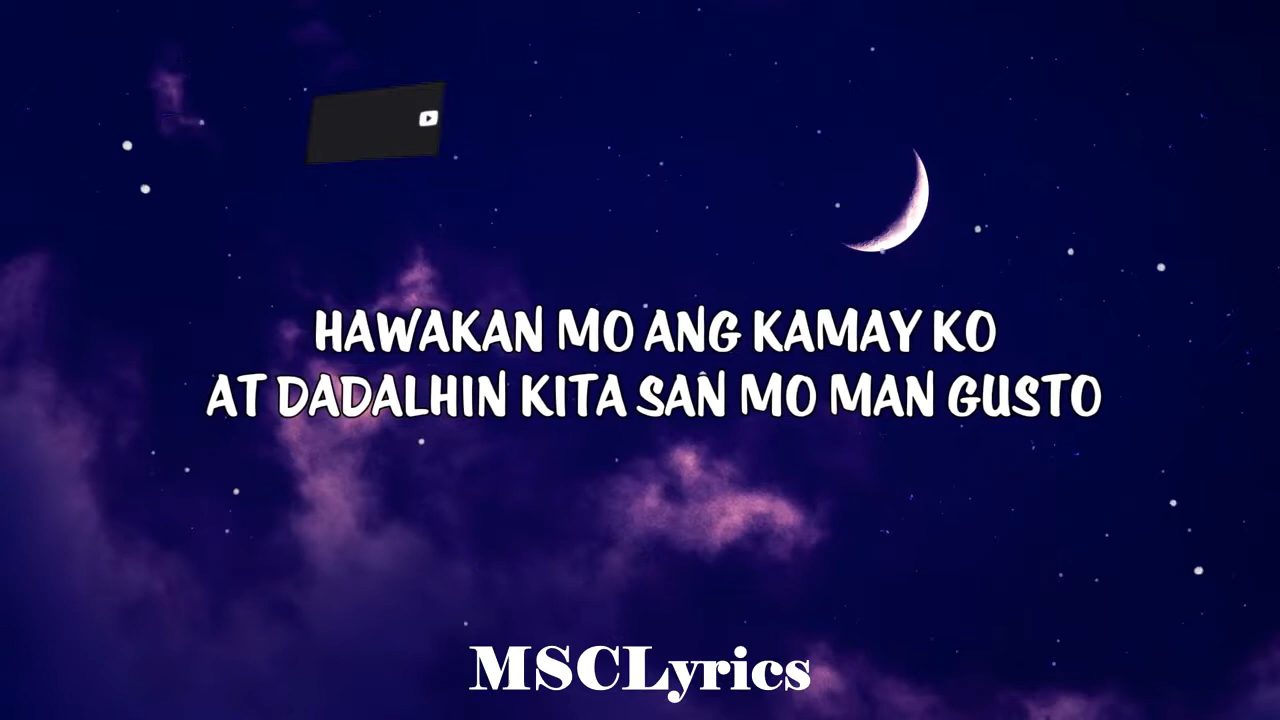 HAWAKAN MO ANG KAMAY KO
AT DADALHIN KITA SAN MO MAN GUSTO
MSCLyrics